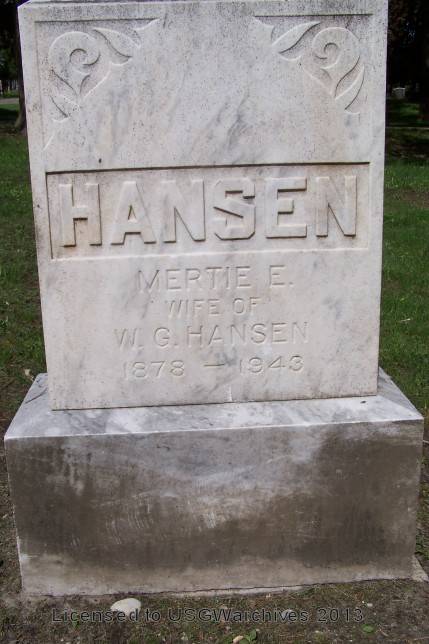 HANSEN
MERTIE E.
WIFE OF
W. G. HANSEN
1878 — 1943
Licensed to USGWarchives 2013